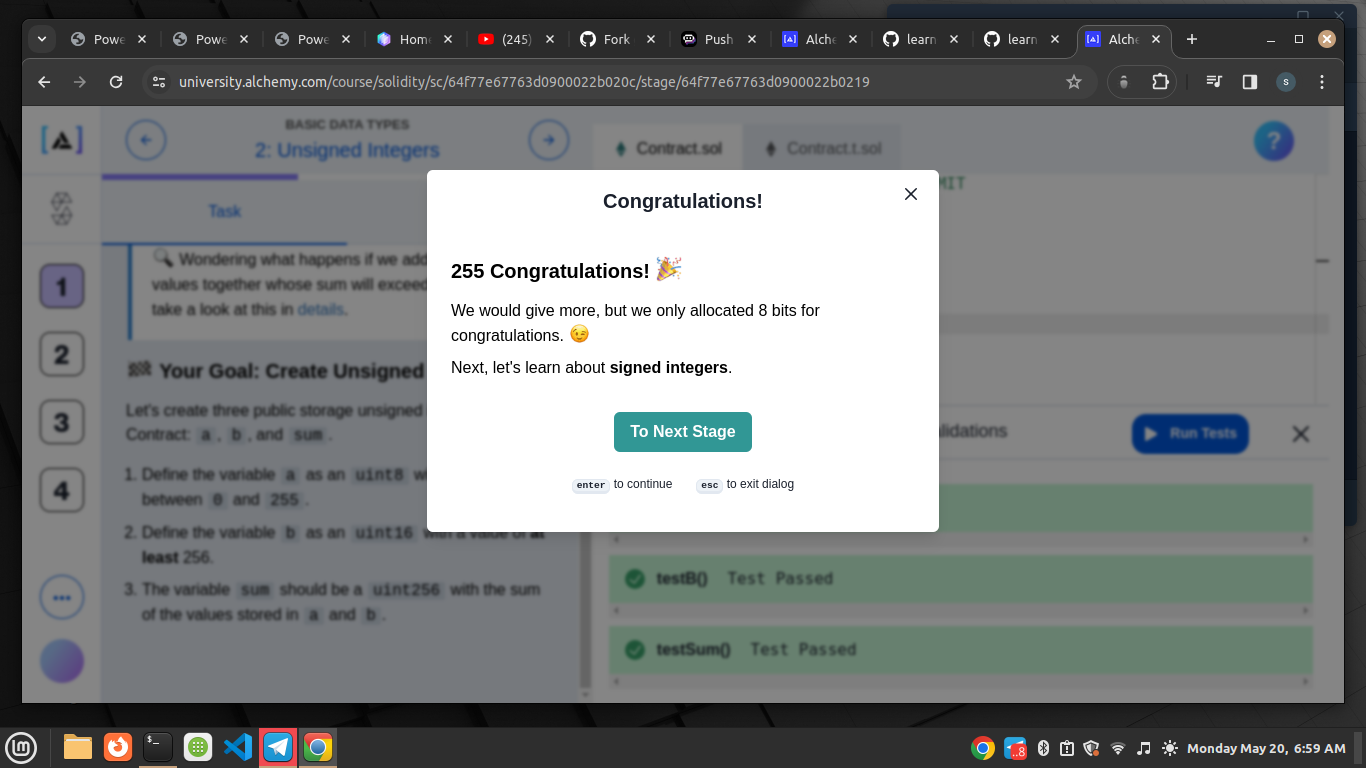 Powe
Powe
Powe
Home
(245)
Fork
Push
Alche
learn
learn
Alche
university.alchemy.com/course/solidity/sc/64f77e67763d0900022b020c/stage/64f77e67763d0900022b0219
s
BASIC DATA TYPES
2: Unsigned Integers
Contract.sol
Contract.t.sol
?
MIT
Task
Wondering what happens if we add
values together whose sum will exceed
take a look at this in details.
1
2
3
4
Your Goal: Create Unsigned
Let's create three public storage unsigned
Contract: a, b, and sum.
1. Define the variable a as an uint8
between 0 and 255.
2. Define the variable b as an uint16 with a value of at
least 256.
3. The variable sum should be a uint256 with the sum
of the values stored in a and b.
Congratulations!
255 Congratulations! 🎉
We would give more, but we only allocated 8 bits for
congratulations. 😉
Next, let's learn about signed integers.
To Next Stage
enter to continue
esc to exit dialog
Run Tests
testB() Test Passed
testSum() Test Passed
$_
..8
Monday May 20, 6:59 AM